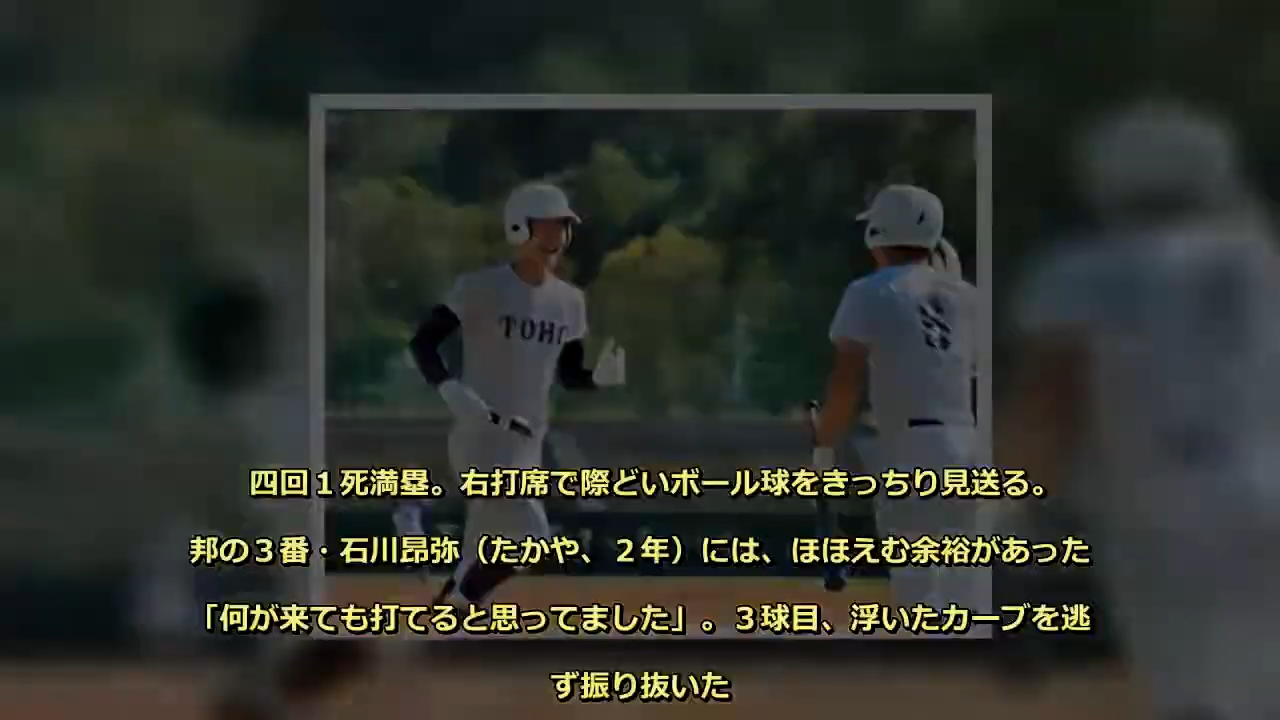 TOHO
四回１死満塁。右打席で際どいボール球をきっちり見送る。
邦の３番・石川昂弥（たかや、２年）には、ほほえむ余裕があった
「何が来ても打てると思ってました」。３球目、浮いたカーブを逃
ず振り抜いた